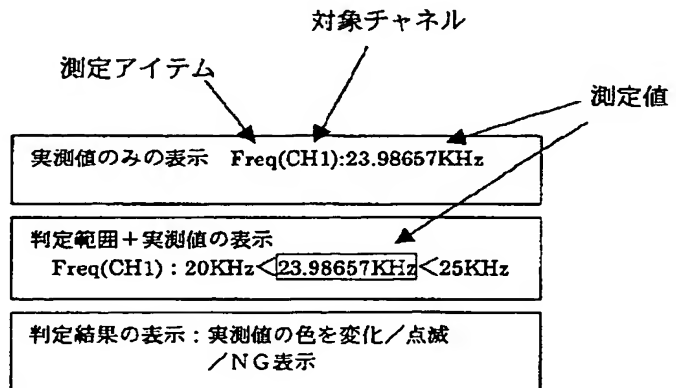 対象チャネル
測定アイテム
測定値
実測値のみの表示 Freq(CH1):23.98657KHz
判定範囲+実測値の表示
Freq(CH1) : 20KHz<23.98657KHz<25KHz
判定結果の表示:実測値の色を変化/点滅
/NG表示